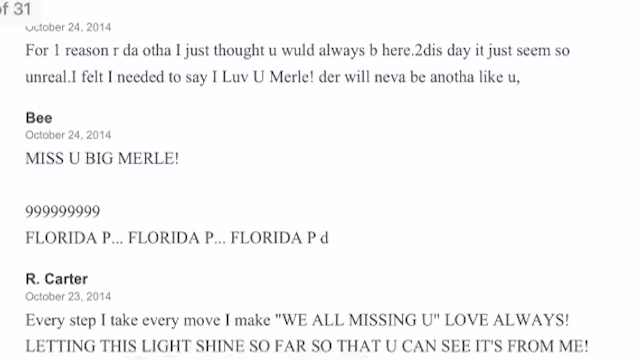 of 31
October 24, 2014
For 1 reason r da otha I just thought u wuld always b here.2dis day it just seem so
unreal.I felt I needed to say I Luv U Merle! der will neva be anotha like u,
Bee
October 24, 2014
MISS U BIG MERLE!
999999999
FLORIDA P... FLORIDA P... FLORIDA P d
R. Carter
October 23, 2014
Every step I take every move I make "WE ALL MISSING U" LOVE ALWAYS!
LETTING THIS LIGHT SHINE SO FAR SO THAT U CAN SEE IT'S FROM ME!